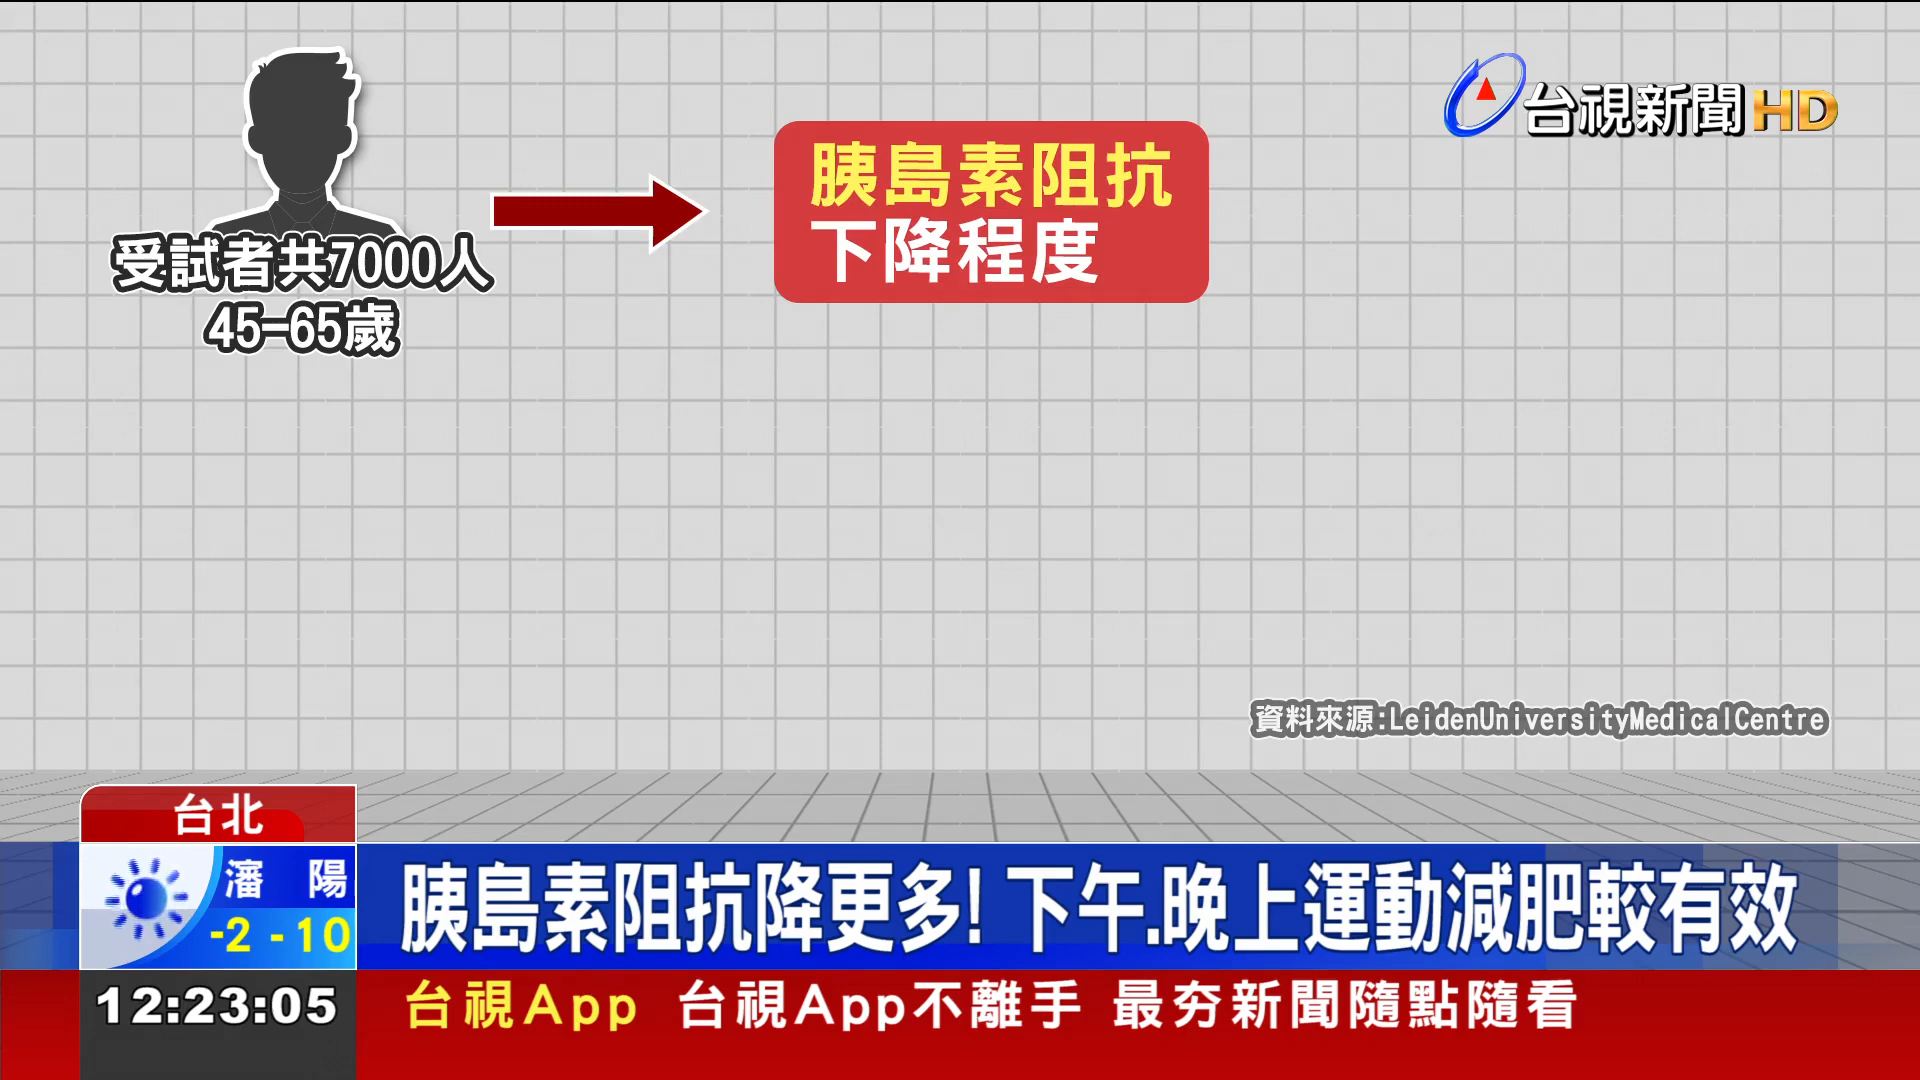 台視新聞HD
胰島素阻抗
下降程度
受試者共7000人
45-65歲
資料來源:LeidenUniversityMedicalCentre
台北
瀋 陽
-2 - 10
胰島素阻抗降更多! 下午.晚上運動減肥較有效
12:23:05
台視App 台視App不離手 最夯新聞隨點隨看